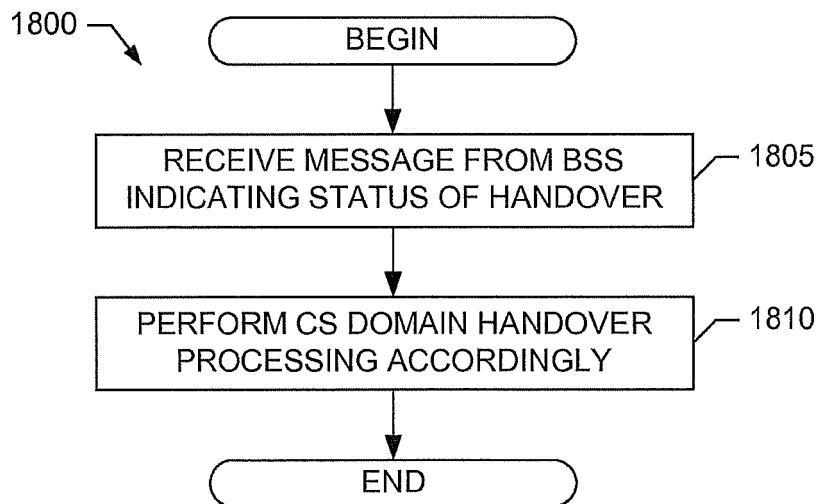 1800
BEGIN
RECEIVE MESSAGE FROM BSS
INDICATING STATUS OF HANDOVER
1805
PERFORM CS DOMAIN HANDOVER
PROCESSING ACCORDINGLY
1810
END